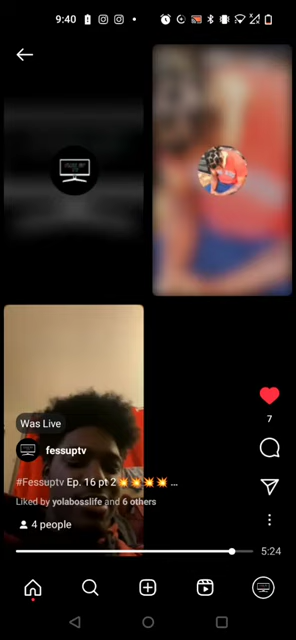 9:40
Was Live
fessuptv
7
#Fessuptv Ep. 16 pt 2💥💥💥💥 ...
Liked by yolabosslife and 6 others
4 people
5:24